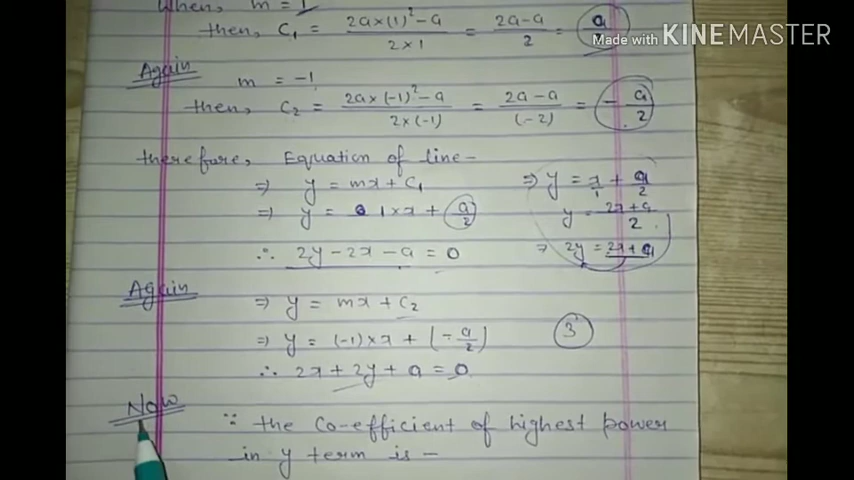 When, m = 1
then, C₁ = (2a×(1)² - a) / (2×1) = (2a-a) / 2 = a
Made with KINEMASTER
Again
m = -1
then, C₂ = (2a×(-1)² - a) / (2×(-1)) = (2a-a) / (-2) = - a/2
therefore, Equation of line-
⇒ y = mx + C₁
⇒ y = 1×x + a/2
∴ 2y - 2x - a = 0
⇒ y = x/1 + a/2
y = (2x+a) / 2
⇒ 2y = 2x + a
Again
⇒ y = mx + C₂
⇒ y = (-1)×x + (-a/2)
3
∴ 2x + 2y + a = 0
Now
∵ the Co-efficient of highest power
in y term is -